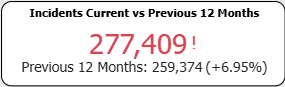 Incidents Current vs Previous 12 Months
277,409 !
Previous 12 Months: 259,374 (+6.95%)